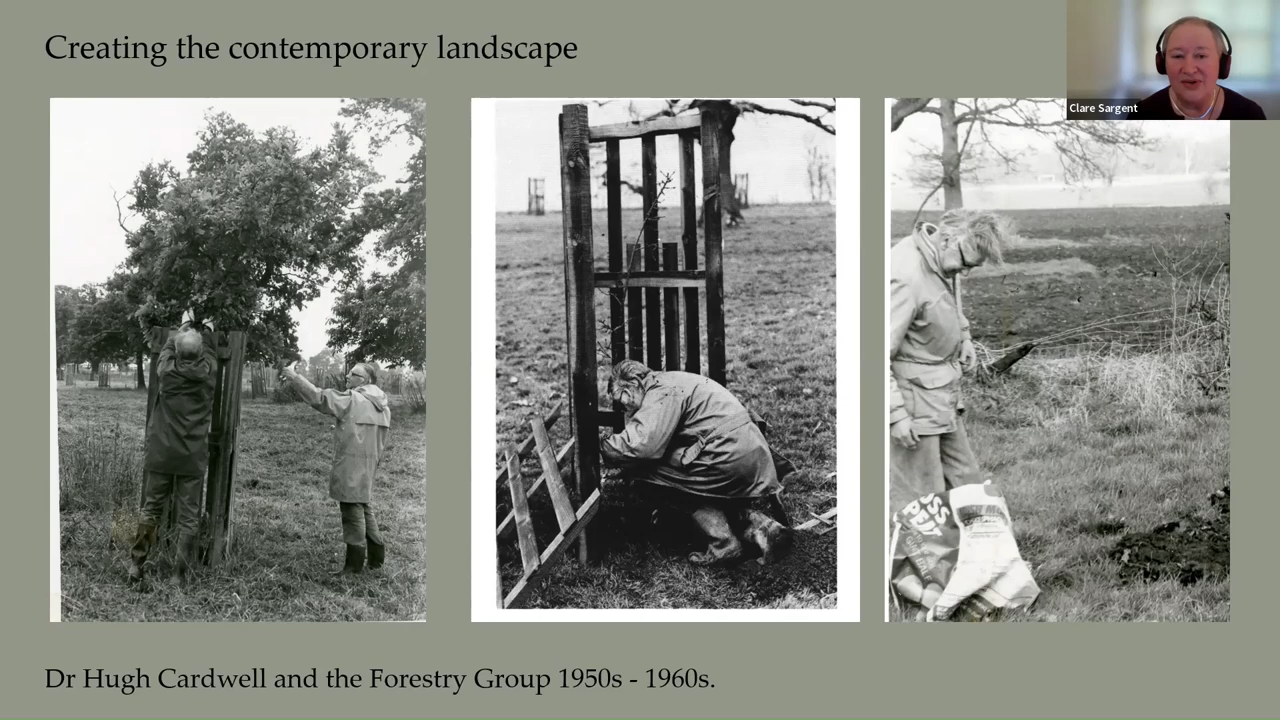 Creating the contemporary landscape
Clare Sargent
Dr Hugh Cardwell and the Forestry Group 1950s - 1960s.